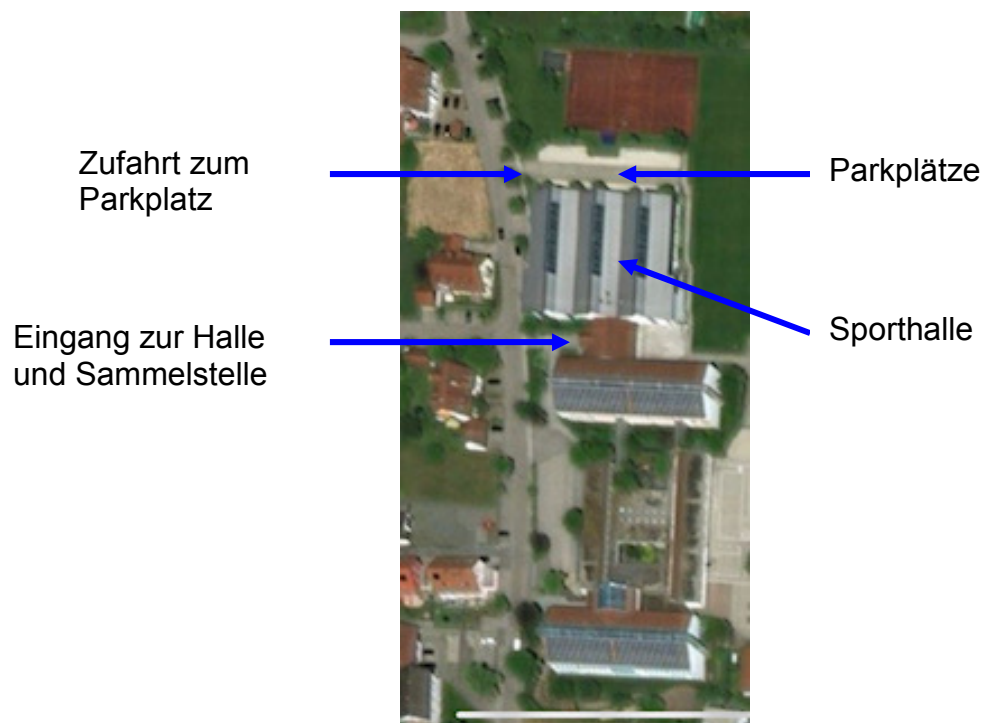 Zufahrt zum
Parkplatz
Parkplätze
Eingang zur Halle
und Sammelstelle
Sporthalle